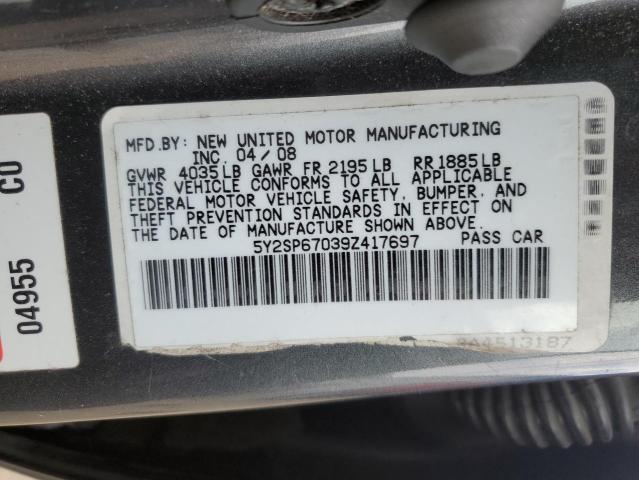 MFD.BY: NEW UNITED MOTOR MANUFACTURING
INC. 04/08
GVWR 4035LB GAWR FR 2195LB RR 1885LB
THIS VEHICLE CONFORMS TO ALL APPLICABLE
FEDERAL MOTOR VEHICLE SAFETY, BUMPER, AND
THEFT PREVENTION STANDARDS IN EFFECT ON
THE DATE OF MANUFACTURE SHOWN ABOVE.
5Y2SP67039Z417697 PASS CAR
04955 CO